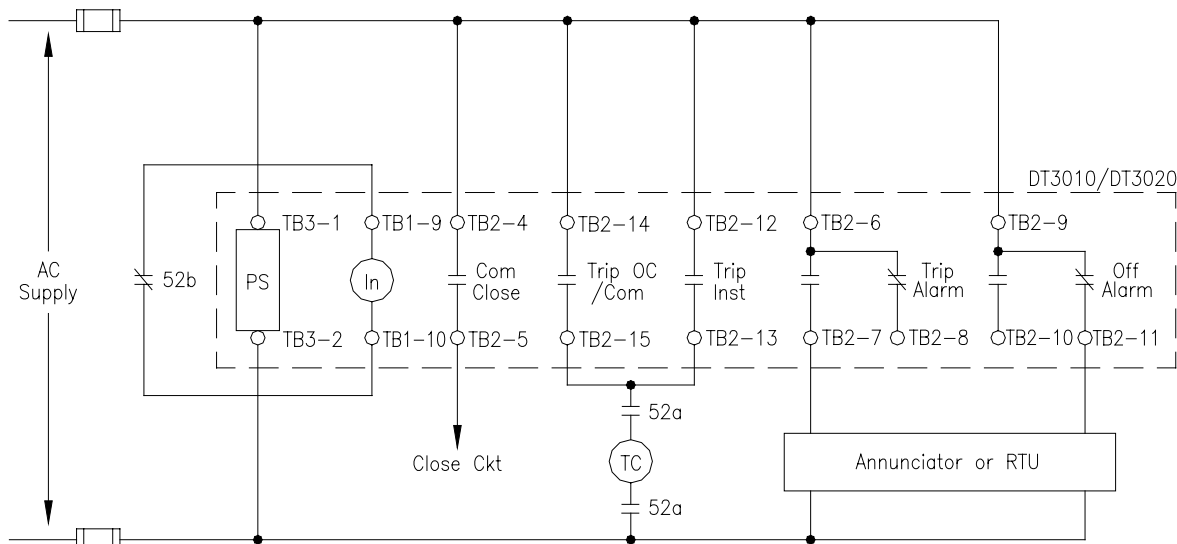 DT3010/DT3020
TB3-1
TB1-9
TB2-4
TB2-14
TB2-12
TB2-6
TB2-9
AC
Supply
52b
PS
In
Com
Close
Trip OC
/Com
Trip
Inst
Trip
Alarm
Off
Alarm
TB3-2
TB1-10
TB2-5
TB2-15
TB2-13
TB2-7
TB2-8
TB2-10
TB2-11
52a
Close Ckt
TC
Annunciator or RTU
52a